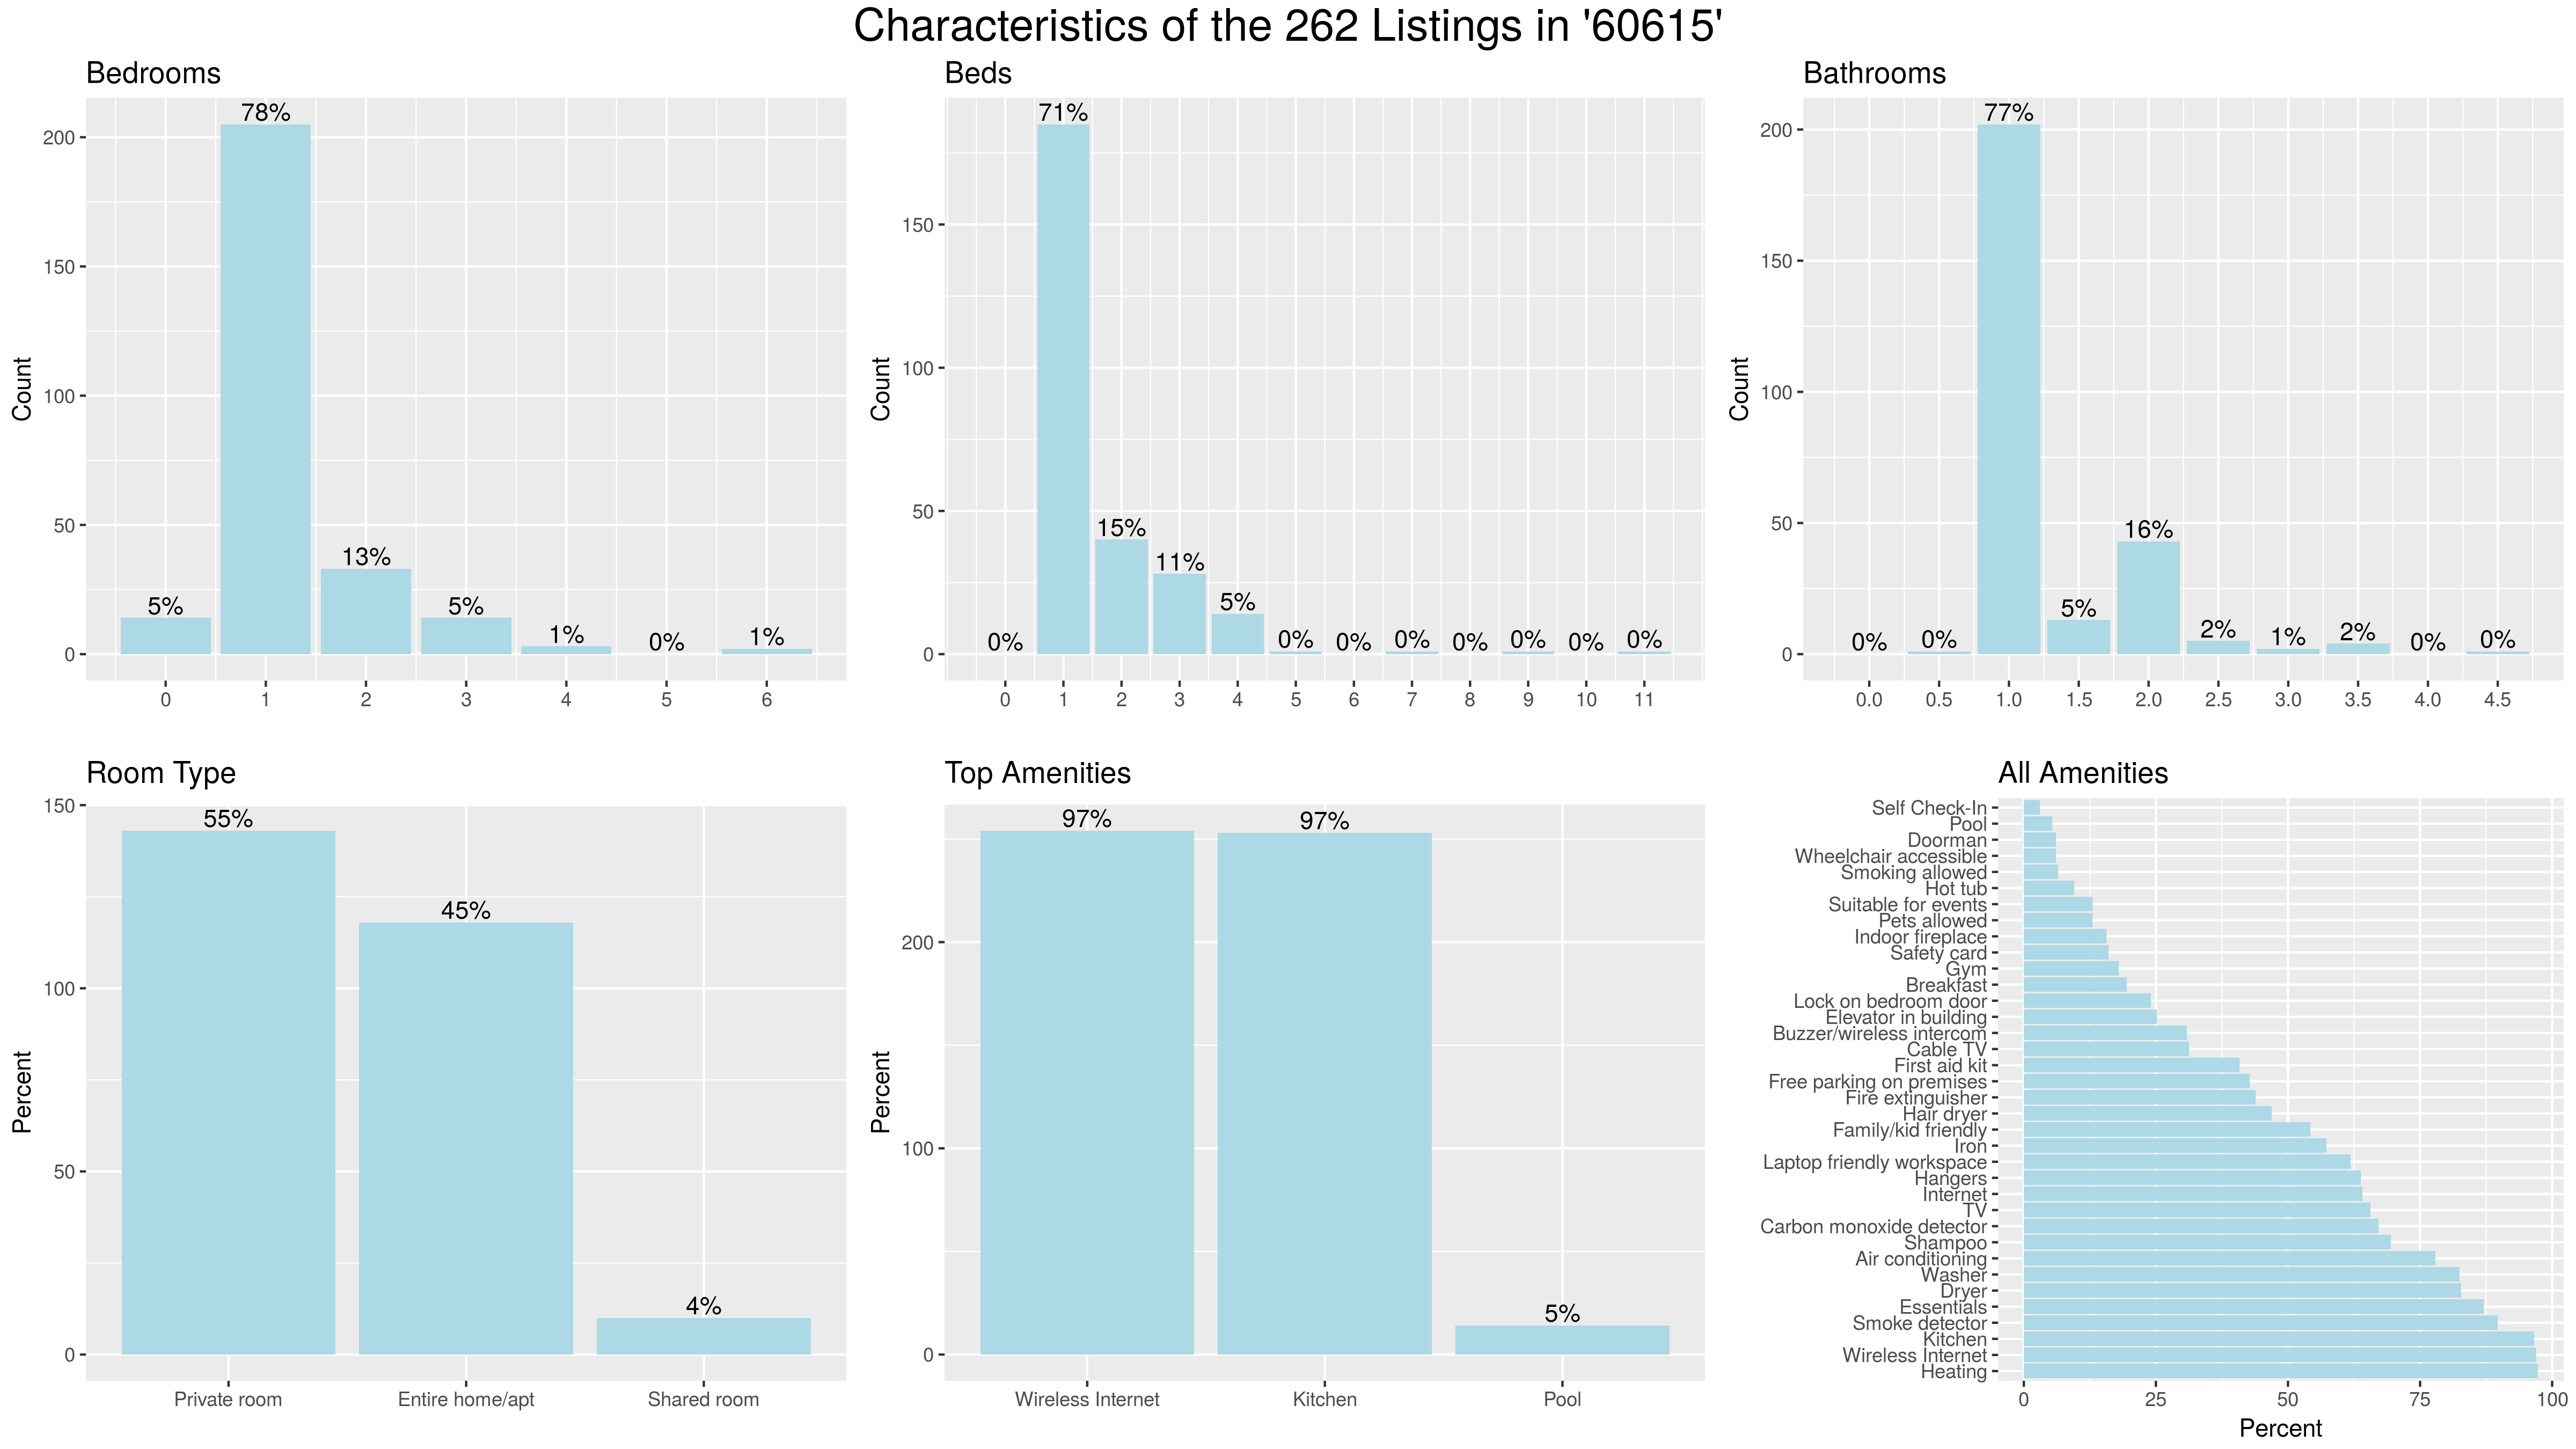 Characteristics of the 262 Listings in '60615'
Bedrooms
Count
200
150
100
50
0
5%
78%
13%
5%
1%
0%
1%
0 1 2 3 4 5 6
Beds
Count
150
100
50
0
0%
71%
15%
11%
5%
0%
0%
0%
0%
0%
0%
0%
0 1 2 3 4 5 6 7 8 9 10 11
Bathrooms
Count
200
150
100
50
0
0%
0%
77%
5%
16%
2%
1%
2%
0%
0%
0.0 0.5 1.0 1.5 2.0 2.5 3.0 3.5 4.0 4.5
Room Type
Percent
150
100
50
0
55%
45%
4%
Private room Entire home/apt Shared room
Top Amenities
Percent
200
100
0
97%
97%
5%
Wireless Internet Kitchen Pool
All Amenities
Self Check-In
Pool
Doorman
Wheelchair accessible
Smoking allowed
Hot tub
Suitable for events
Pets allowed
Indoor fireplace
Safety card
Gym
Breakfast
Lock on bedroom door
Elevator in building
Buzzer/wireless intercom
Cable TV
First aid kit
Free parking on premises
Fire extinguisher
Hair dryer
Family/kid friendly
Iron
Laptop friendly workspace
Hangers
Internet
TV
Carbon monoxide detector
Shampoo
Air conditioning
Washer
Dryer
Essentials
Smoke detector
Kitchen
Wireless Internet
Heating
0 25 50 75 100
Percent